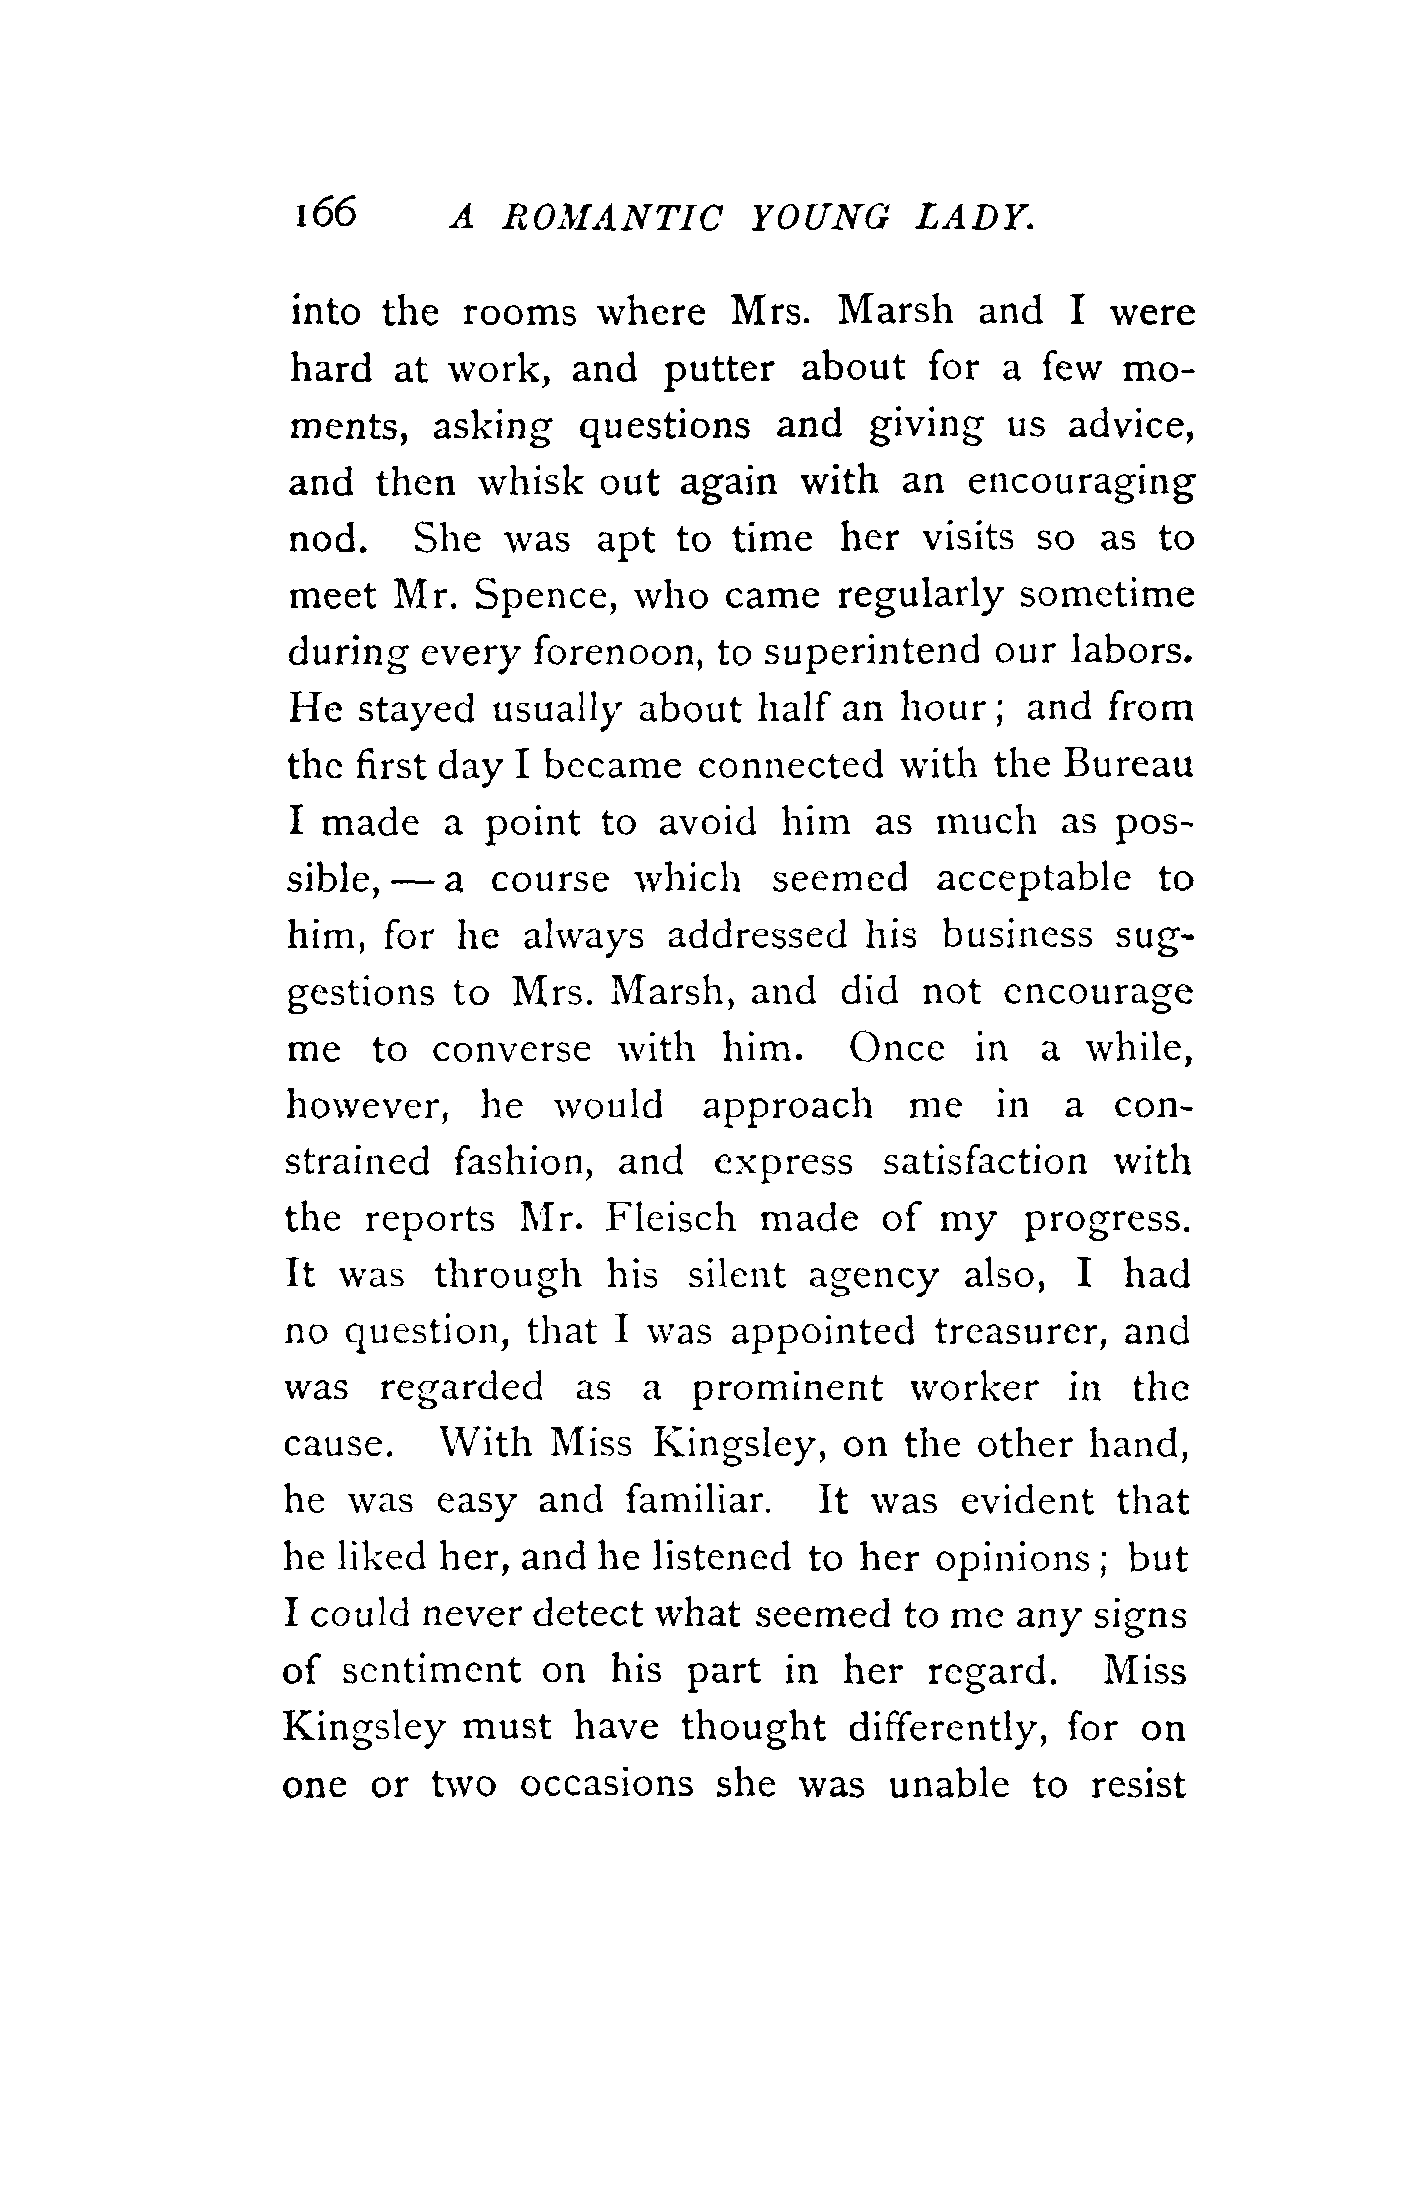 166 A ROMANTIC YOUNG LADY.
into the rooms where Mrs. Marsh and I were
hard at work, and putter about for a few mo-
ments, asking questions and giving us advice,
and then whisk out again with an encouraging
nod. She was apt to time her visits so as to
meet Mr. Spence, who came regularly sometime
during every forenoon, to superintend our labors.
He stayed usually about half an hour; and from
the first day I became connected with the Bureau
I made a point to avoid him as much as pos-
sible, — a course which seemed acceptable to
him, for he always addressed his business sug-
gestions to Mrs. Marsh, and did not encourage
me to converse with him. Once in a while,
however, he would approach me in a con-
strained fashion, and express satisfaction with
the reports Mr. Fleisch made of my progress.
It was through his silent agency also, I had
no question, that I was appointed treasurer, and
was regarded as a prominent worker in the
cause. With Miss Kingsley, on the other hand,
he was easy and familiar. It was evident that
he liked her, and he listened to her opinions; but
I could never detect what seemed to me any signs
of sentiment on his part in her regard. Miss
Kingsley must have thought differently, for on
one or two occasions she was unable to resist